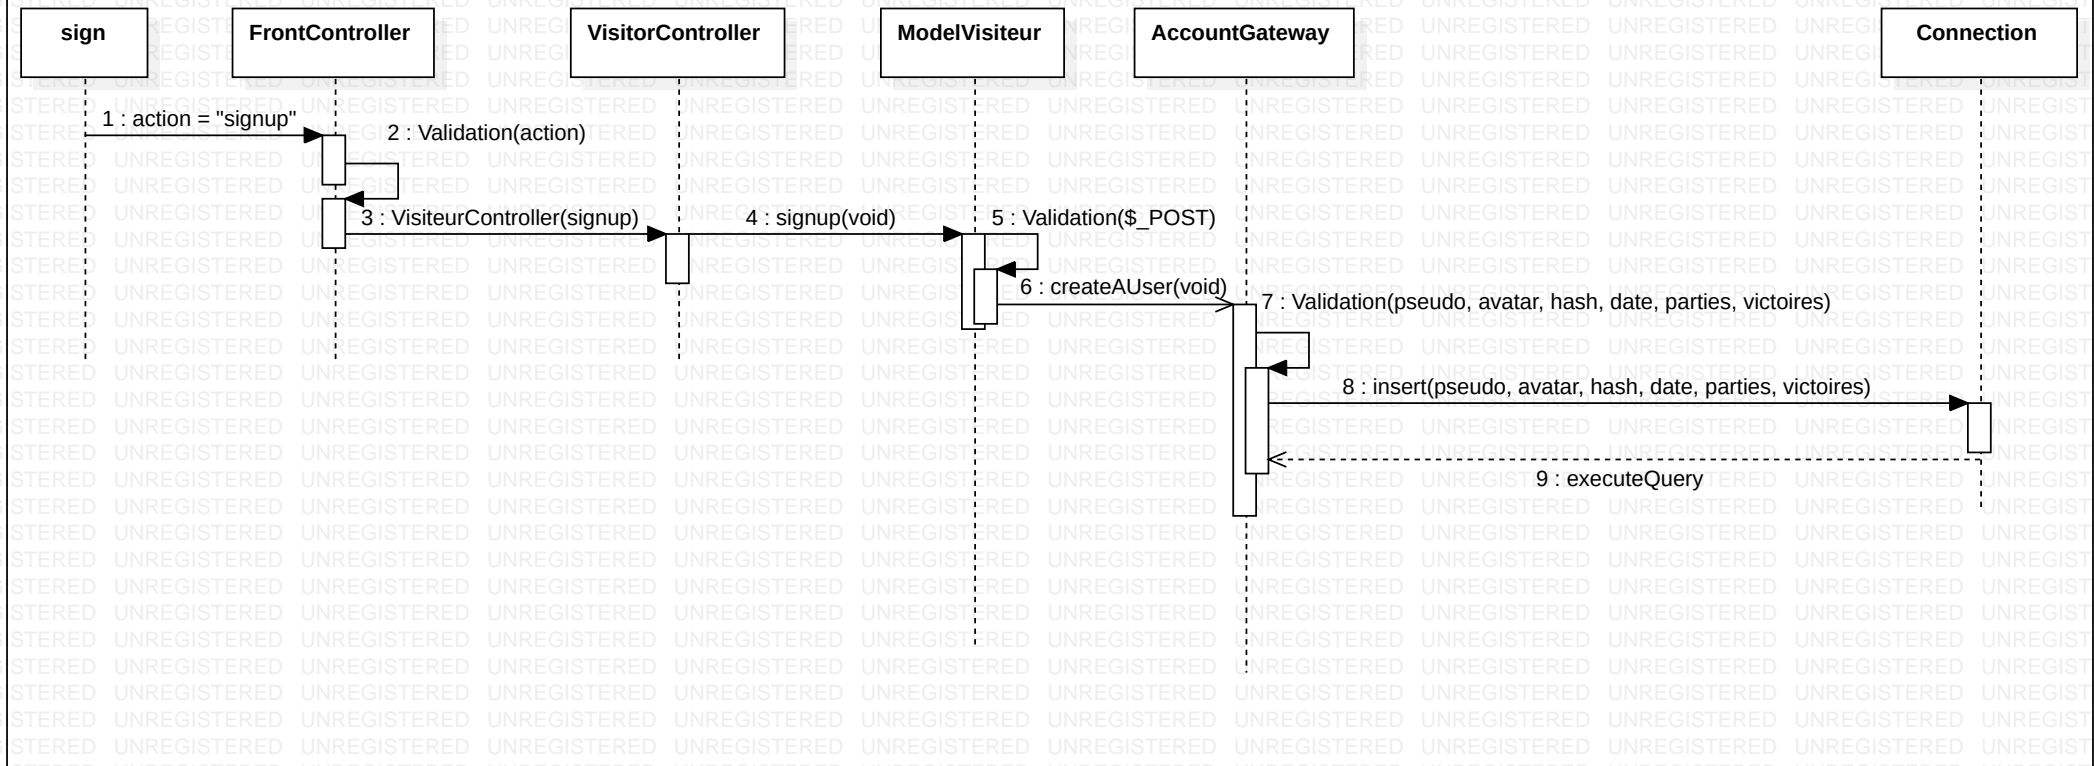 sign
FrontController
VisitorController
ModelVisiteur
AccountGateway
Connection
1 : action = "signup"
2 : Validation(action)
3 : VisiteurController(signup)
4 : signup(void)
5 : Validation($_POST)
6 : createAUser(void)
7 : Validation(pseudo, avatar, hash, date, parties, victoires)
8 : insert(pseudo, avatar, hash, date, parties, victoires)
9 : executeQuery
UNREGISTERED